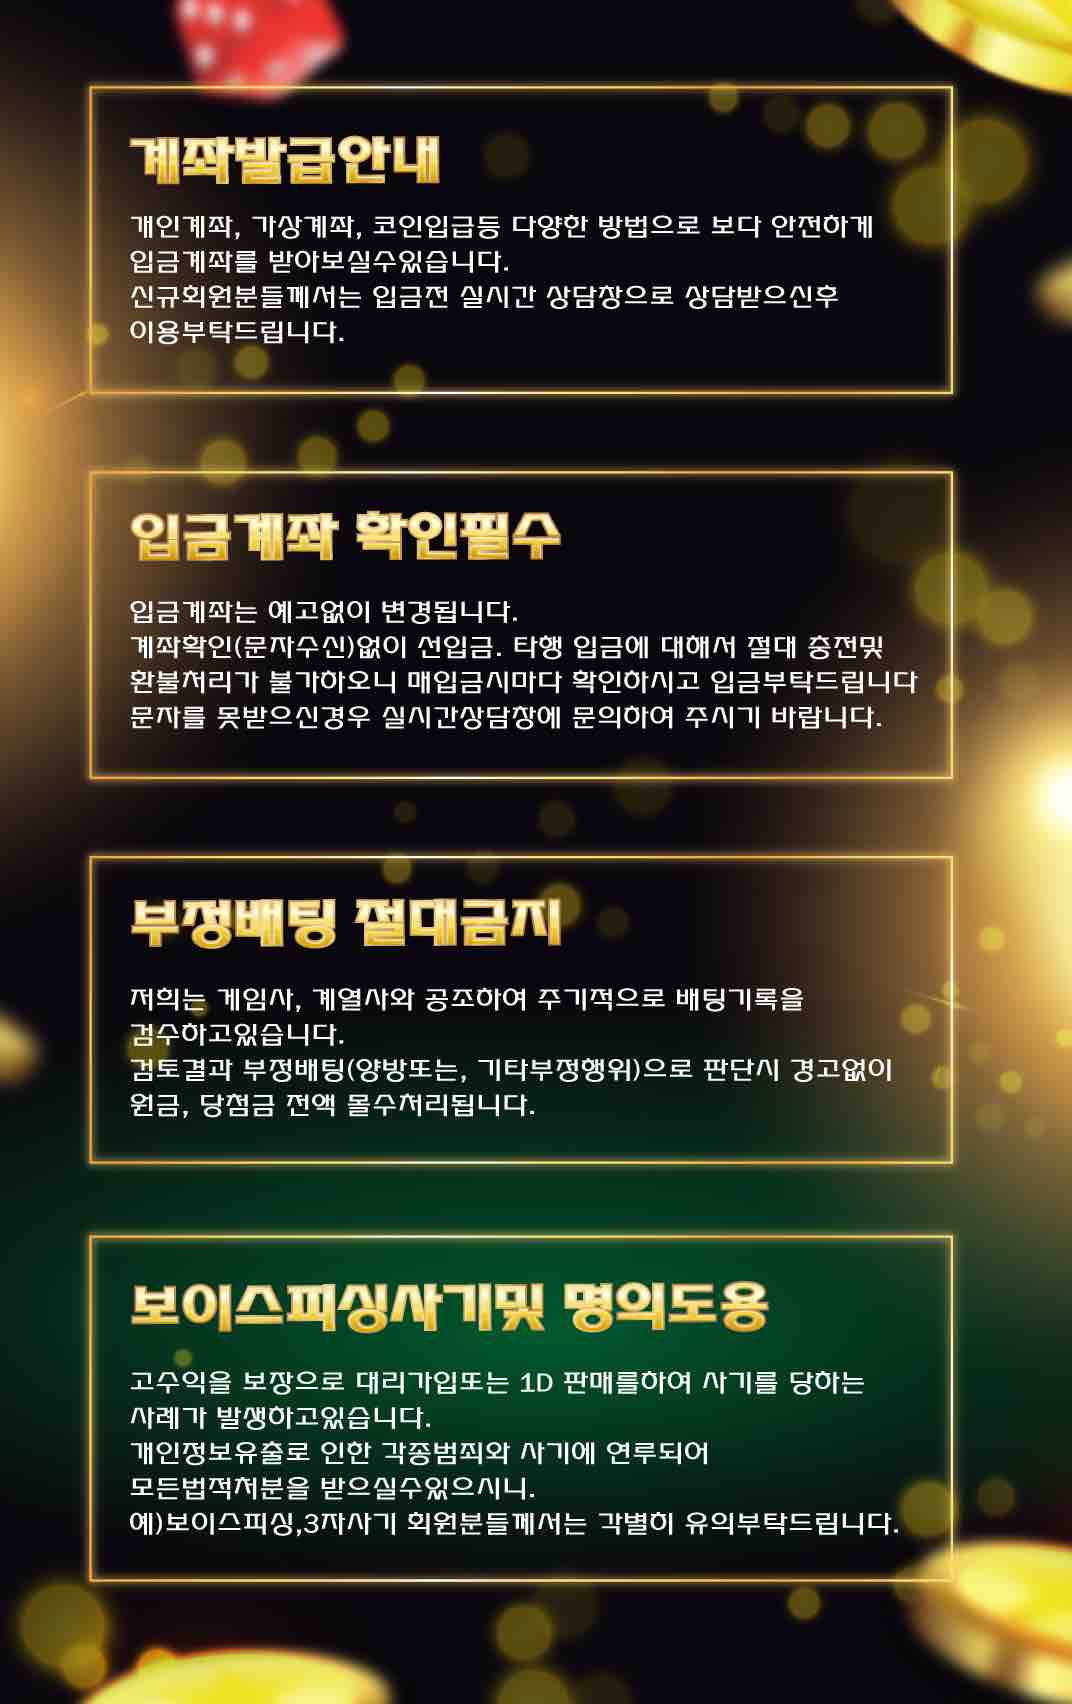 계좌발급안내
개인계좌, 가상계좌, 코인입급등 다양한 방법으로 보다 안전하게
입금계좌를 받아보실수있습니다.
신규회원분들께서는 입금전 실시간 상담창으로 상담받으신후
이용부탁드립니다.
입금계좌 확인필수
입금계좌는 예고없이 변경됩니다.
계좌확인(문자수신)없이 선입금. 타행 입금에 대해서 절대 충전및
환불처리가 불가하오니 매입금시마다 확인하시고 입금부탁드립니다
문자를 못받으신경우 실시간상담창에 문의하여 주시기 바랍니다.
부정배팅 절대금지
저희는 게임사, 계열사와 공조하여 주기적으로 배팅기록을
검수하고있습니다.
검토결과 부정배팅(양방또는, 기타부정행위)으로 판단시 경고없이
원금, 당첨금 전액 몰수처리됩니다.
보이스피싱사기및 명의도용
고수익을 보장으로 대리가입또는 1D 판매를하여 사기를 당하는
사례가 발생하고있습니다.
개인정보유출로 인한 각종범죄와 사기에 연루되어
모든법적처분을 받으실수있으시니.
예)보이스피싱,3자사기 회원분들께서는 각별히 유의부탁드립니다.